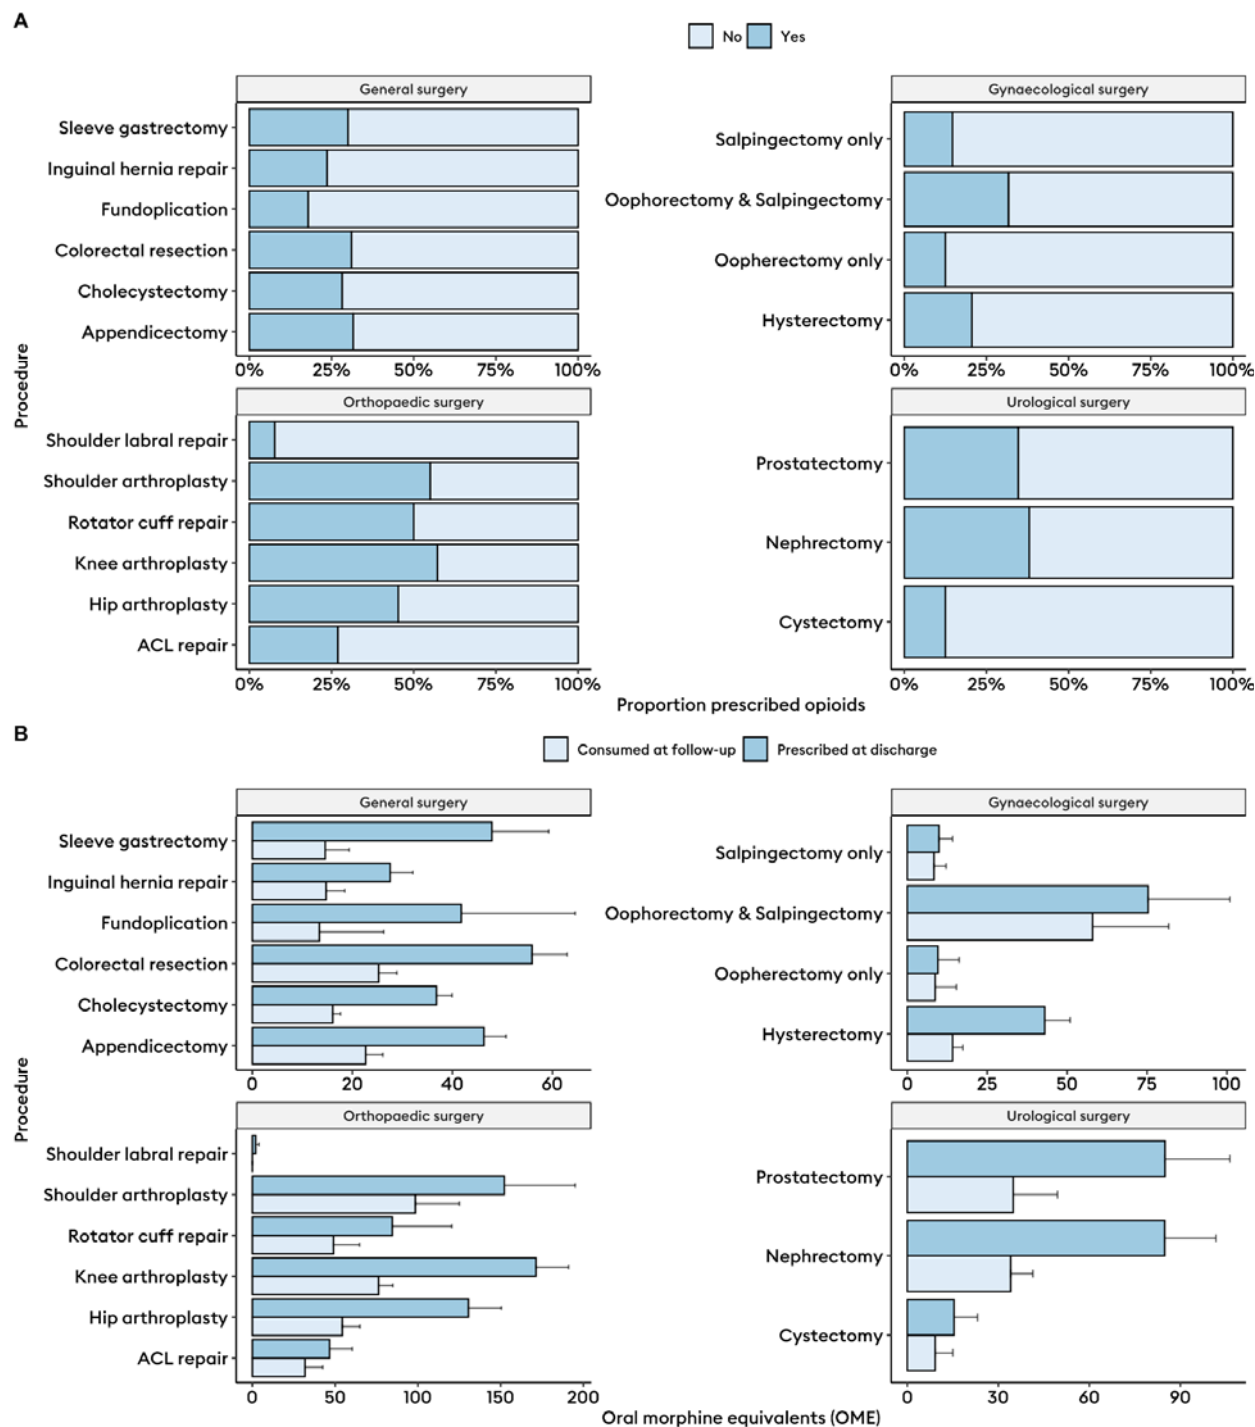 A
No Yes
General surgery
Sleeve gastrectomy
Inguinal hernia repair
Fundoplication
Colorectal resection
Cholecystectomy
Appendicectomy
0% 25% 50% 75% 100%
Gynaecological surgery
Salpingectomy only
Oophorectomy & Salpingectomy
Oopherectomy only
Hysterectomy
0% 25% 50% 75% 100%
Procedure
Orthopaedic surgery
Shoulder labral repair
Shoulder arthroplasty
Rotator cuff repair
Knee arthroplasty
Hip arthroplasty
ACL repair
0% 25% 50% 75% 100%
Urological surgery
Prostatectomy
Nephrectomy
Cystectomy
0% 25% 50% 75% 100%
Proportion prescribed opioids
B
Consumed at follow-up Prescribed at discharge
General surgery
Sleeve gastrectomy
Inguinal hernia repair
Fundoplication
Colorectal resection
Cholecystectomy
Appendicectomy
0 20 40 60
Gynaecological surgery
Salpingectomy only
Oophorectomy & Salpingectomy
Oopherectomy only
Hysterectomy
0 25 50 75 100
Procedure
Orthopaedic surgery
Shoulder labral repair
Shoulder arthroplasty
Rotator cuff repair
Knee arthroplasty
Hip arthroplasty
ACL repair
0 50 100 150 200
Urological surgery
Prostatectomy
Nephrectomy
Cystectomy
0 30 60 90
Oral morphine equivalents (OME)